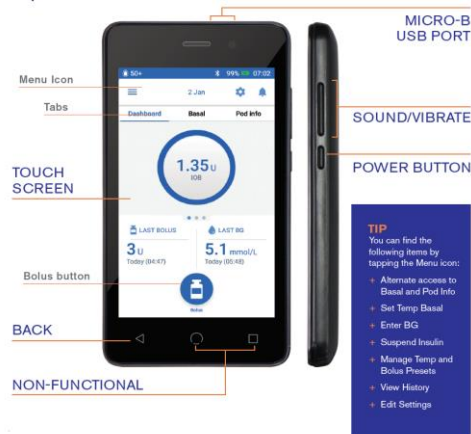 MICRO-B
USB PORT
50+
99%
07:02
Menu Icon
2 Jan
Tabs
Dashboard
Basal
Pod info
SOUND/VIBRATE
POWER BUTTON
TOUCH
SCREEN
1.35 U
IOB
LAST BOLUS
LAST BG
3 U
Today (04:47)
5.1 mmol/L
Today (05:48)
Bolus button
Bolus
BACK
NON-FUNCTIONAL
TIP
You can find the
following items by
tapping the Menu icon:
+ Alternate access to
Basal and Pod Info
+ Set Temp Basal
+ Enter BG
+ Suspend Insulin
+ Manage Temp and
Bolus Presets
+ View History
+ Edit Settings